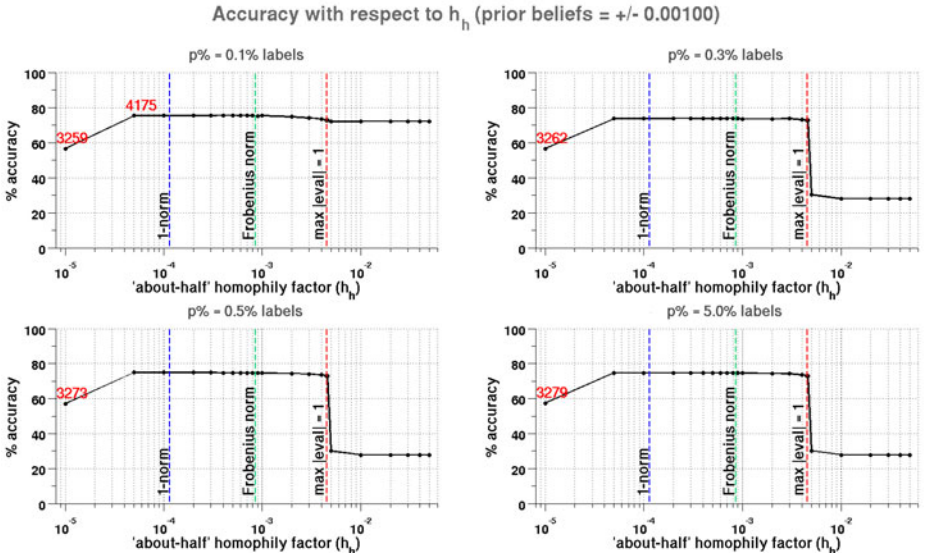 Accuracy with respect to h_h (prior beliefs = +/- 0.00100)
p% = 0.1% labels
100
80
60
40
20
0
% accuracy
3259
4175
1-norm
Frobenius norm
max |eval| = 1
10^-5
10^-4
10^-3
10^-2
'about-half' homophily factor (h_h)
p% = 0.3% labels
100
80
60
40
20
0
% accuracy
3262
1-norm
Frobenius norm
max |eval| = 1
10^-5
10^-4
10^-3
10^-2
'about-half' homophily factor (h_h)
p% = 0.5% labels
100
80
60
40
20
0
% accuracy
3273
1-norm
Frobenius norm
max |eval| = 1
10^-5
10^-4
10^-3
10^-2
'about-half' homophily factor (h_h)
p% = 5.0% labels
100
80
60
40
20
0
% accuracy
3279
1-norm
Frobenius norm
max |eval| = 1
10^-5
10^-4
10^-3
10^-2
'about-half' homophily factor (h_h)